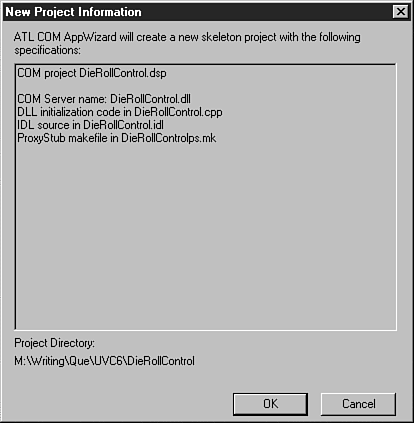 New Project Information
ATL COM AppWizard will create a new skeleton project with the following
specifications:
COM project DieRollControl.dsp
COM Server name: DieRollControl.dll
DLL initialization code in DieRollControl.cpp
IDL source in DieRollControl.idl
ProxyStub makefile in DieRollControlps.mk
Project Directory:
M:\Writing\Que\UVC6\DieRollControl
OK
Cancel